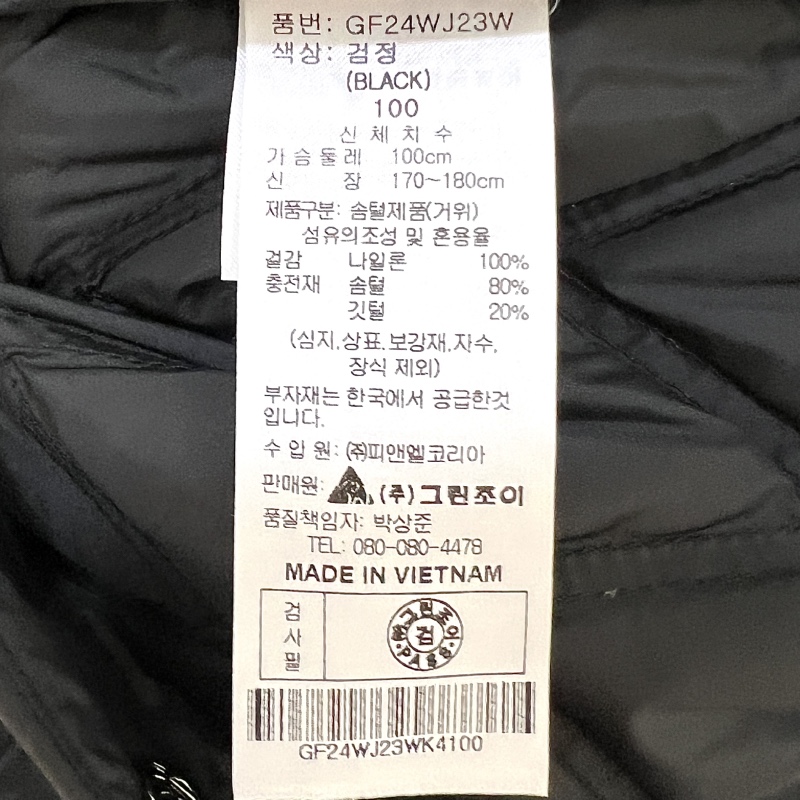 품번: GF24WJ23W
색상: 검정
(BLACK)
100
신 체 치 수
가 슴 둘 레 100cm
신 장 170~180cm
제품구분: 솜털제품(거위)
섬유의조성 및 혼용율
겉감 나일론 100%
충전재 솜털 80%
깃털 20%
(심지,상표,보강재,자수,
장식 제외)
부자재는 한국에서 공급한것
입니다.
수 입 원: ㈜피앤엘코리아
판매원: (주)그린조이
품질책임자: 박상준
TEL: 080-080-4478
MADE IN VIETNAM
검
사
필
㈜그린조이
검
PASS
GF24WJ23WK4100